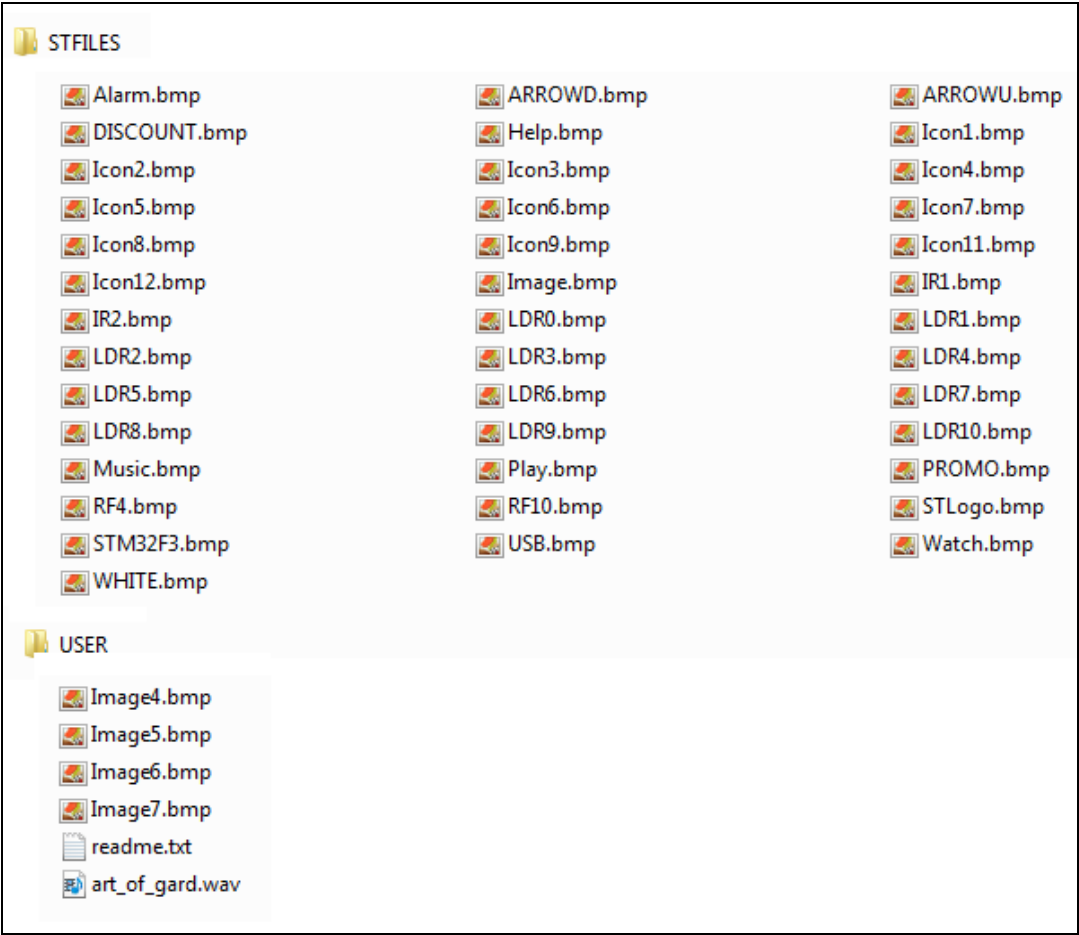 STFILES
Alarm.bmp ARROWD.bmp ARROWU.bmp
DISCOUNT.bmp Help.bmp Icon1.bmp
Icon2.bmp Icon3.bmp Icon4.bmp
Icon5.bmp Icon6.bmp Icon7.bmp
Icon8.bmp Icon9.bmp Icon11.bmp
Icon12.bmp Image.bmp IR1.bmp
IR2.bmp LDR0.bmp LDR1.bmp
LDR2.bmp LDR3.bmp LDR4.bmp
LDR5.bmp LDR6.bmp LDR7.bmp
LDR8.bmp LDR9.bmp LDR10.bmp
Music.bmp Play.bmp PROMO.bmp
RF4.bmp RF10.bmp STLogo.bmp
STM32F3.bmp USB.bmp Watch.bmp
WHITE.bmp
USER
Image4.bmp
Image5.bmp
Image6.bmp
Image7.bmp
readme.txt
art_of_gard.wav